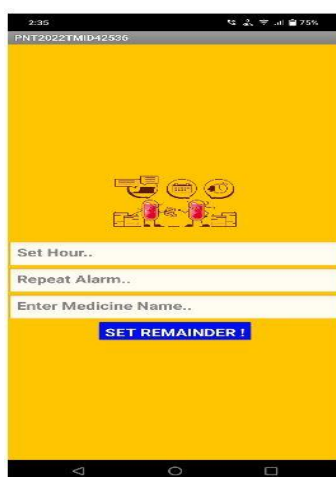 2:35
75%
PNT2022TMID42536
Set Hour..
Repeat Alarm..
Enter Medicine Name..
SET REMAINDER !